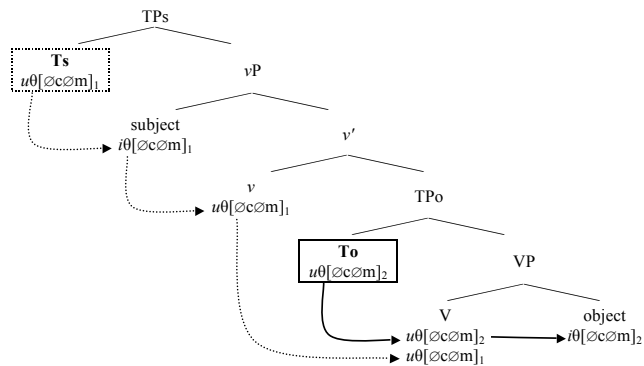 TPs
Ts
uθ[∅c∅m]₁
vP
subject
iθ[∅c∅m]₁
v′
v
uθ[∅c∅m]₁
TPo
To
uθ[∅c∅m]₂
VP
V
uθ[∅c∅m]₂
uθ[∅c∅m]₁
object
iθ[∅c∅m]₂